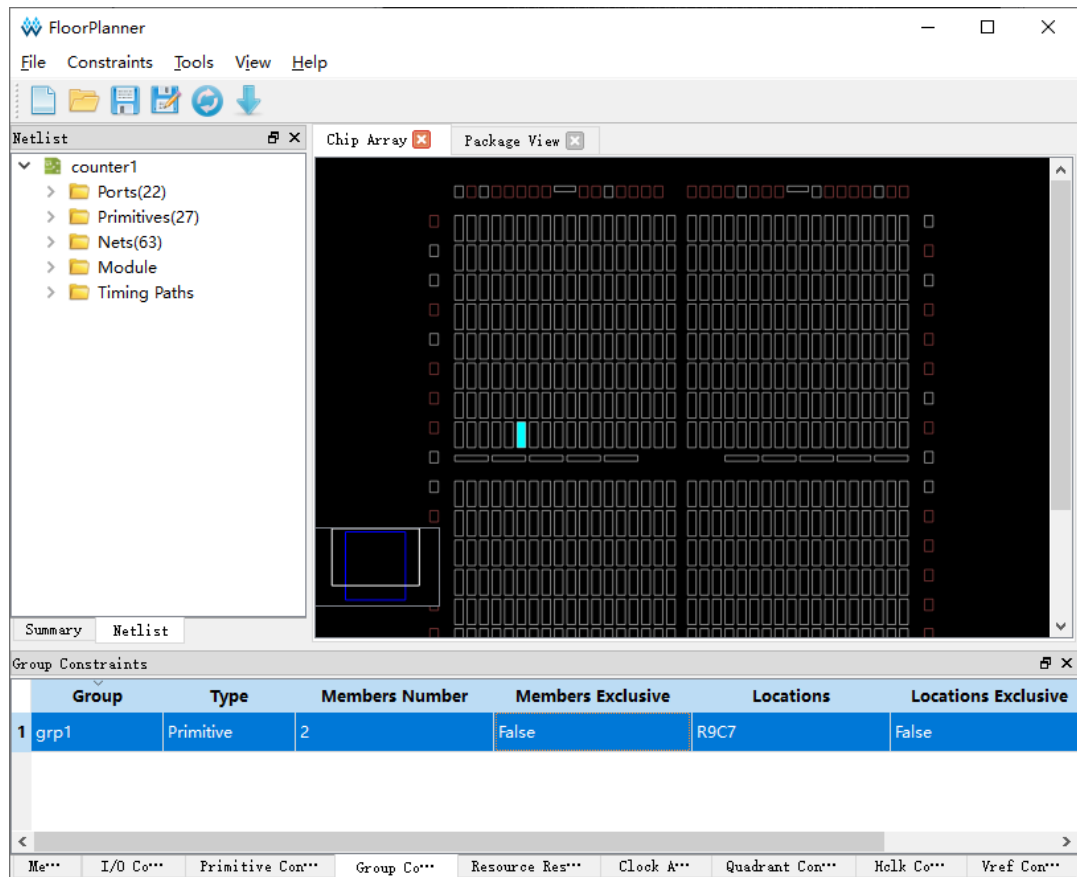 FloorPlanner
File Constraints Tools View Help
Netlist
Chip Array Package View
counter1
Ports(22)
Primitives(27)
Nets(63)
Module
Timing Paths
Summary Netlist
Group Constraints
Group Type Members Number Members Exclusive Locations Locations Exclusive
1 grp1 Primitive 2 False R9C7 False
Me··· I/O Co··· Primitive Con··· Group Co··· Resource Res··· Clock A··· Quadrant Con··· Hclk Co··· Vref Con···